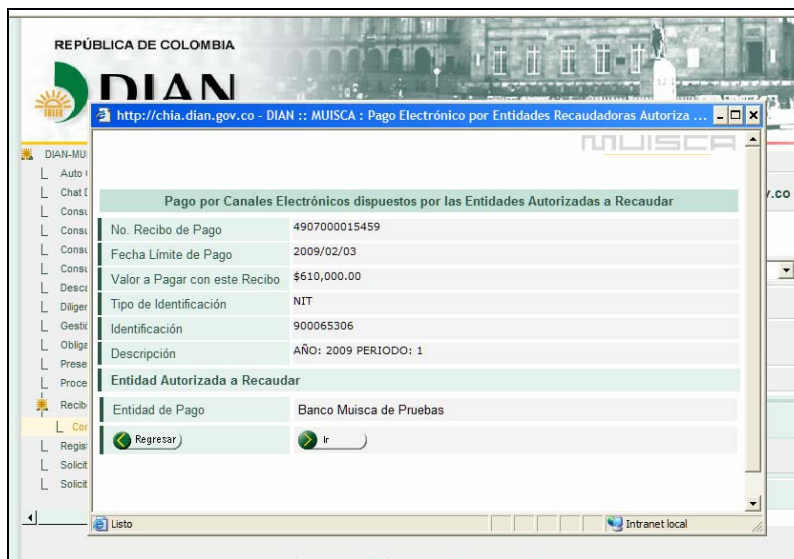 REPÚBLICA DE COLOMBIA
DIAN
http://chia.dian.gov.co - DIAN :: MUISCA : Pago Electrónico por Entidades Recaudadoras Autoriza ...
MUISCA
DIAN-MUI
Auto
Chat
Consu
Consu
Consu
Consu
Desca
Diliger
Gestió
Obliga
Prese
Proce
Recib
Con
Regis
Solicit
Solicit
.co
Pago por Canales Electrónicos dispuestos por las Entidades Autorizadas a Recaudar
No. Recibo de Pago 4907000015459
Fecha Límite de Pago 2009/02/03
Valor a Pagar con este Recibo $610,000.00
Tipo de Identificación NIT
Identificación 900065306
Descripción AÑO: 2009 PERIODO: 1
Entidad Autorizada a Recaudar
Entidad de Pago Banco Muisca de Pruebas
Regresar Ir
Listo Intranet local